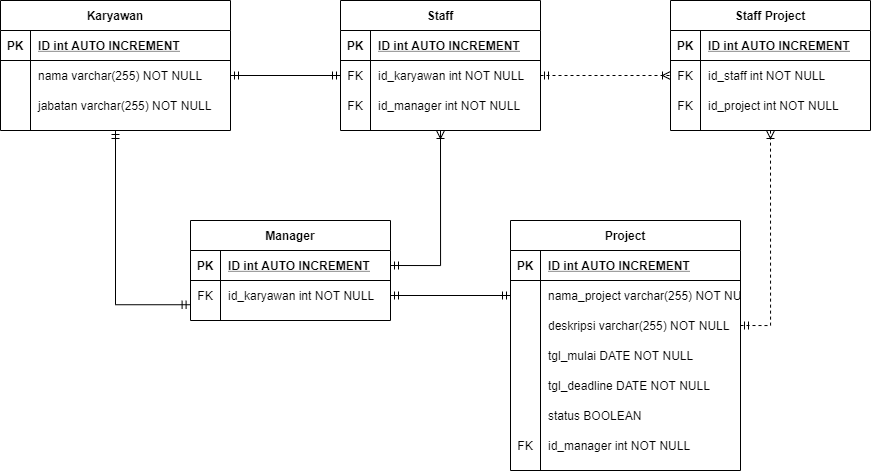 Karyawan
PK ID int AUTO INCREMENT
nama varchar(255) NOT NULL
jabatan varchar(255) NOT NULL
Staff
PK ID int AUTO INCREMENT
FK id_karyawan int NOT NULL
FK id_manager int NOT NULL
Staff Project
PK ID int AUTO INCREMENT
FK id_staff int NOT NULL
FK id_project int NOT NULL
Manager
PK ID int AUTO INCREMENT
FK id_karyawan int NOT NULL
Project
PK ID int AUTO INCREMENT
nama_project varchar(255) NOT NU
deskripsi varchar(255) NOT NULL
tgl_mulai DATE NOT NULL
tgl_deadline DATE NOT NULL
status BOOLEAN
FK id_manager int NOT NULL